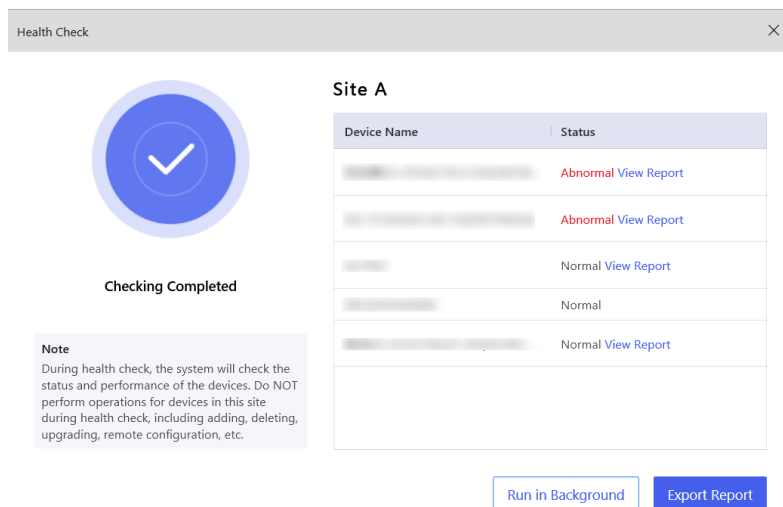 Health Check
Site A
Device Name Status
Abnormal View Report
Abnormal View Report
Normal View Report
Normal
Normal View Report
Checking Completed
Note
During health check, the system will check the
status and performance of the devices. Do NOT
perform operations for devices in this site
during health check, including adding, deleting,
upgrading, remote configuration, etc.
Run in Background Export Report